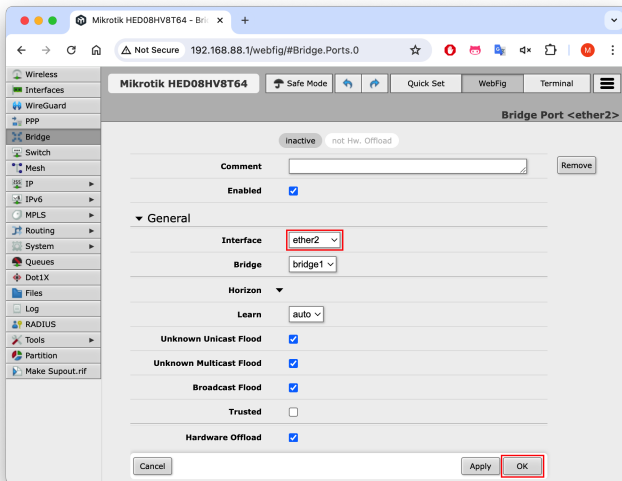 Mikrotik HED08HV8T64 - Bri
Not Secure 192.168.88.1/webfig/#Bridge.Ports.0
M
Wireless
Interfaces
WireGuard
PPP
Bridge
Switch
Mesh
IP
IPv6
MPLS
Routing
System
Queues
Dot1X
Files
Log
RADIUS
Tools
Partition
Make Supout.rif
Mikrotik HED08HV8T64
Safe Mode
Quick Set
WebFig
Terminal
Bridge Port <ether2>
inactive
not Hw. Offload
Comment
Remove
Enabled
General
Interface ether2
Bridge bridge1
Horizon
Learn auto
Unknown Unicast Flood
Unknown Multicast Flood
Broadcast Flood
Trusted
Hardware Offload
Cancel
Apply
OK